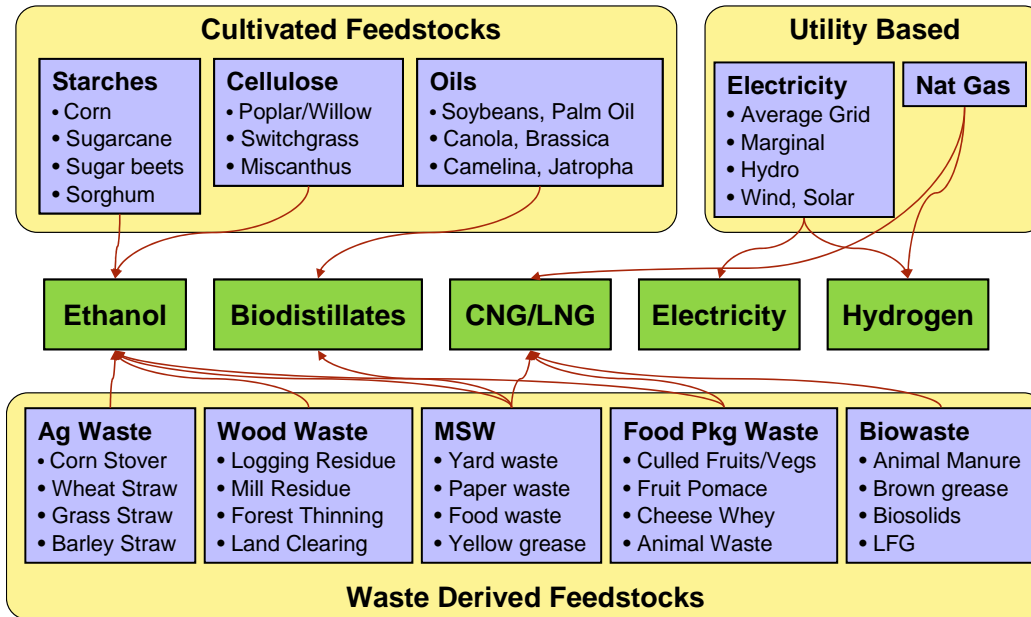 Cultivated Feedstocks
Starches
• Corn
• Sugarcane
• Sugar beets
• Sorghum
Cellulose
• Poplar/Willow
• Switchgrass
• Miscanthus
Oils
• Soybeans, Palm Oil
• Canola, Brassica
• Camelina, Jatropha
Utility Based
Electricity
• Average Grid
• Marginal
• Hydro
• Wind, Solar
Nat Gas
Ethanol
Biodistillates
CNG/LNG
Electricity
Hydrogen
Ag Waste
• Corn Stover
• Wheat Straw
• Grass Straw
• Barley Straw
Wood Waste
• Logging Residue
• Mill Residue
• Forest Thinning
• Land Clearing
MSW
• Yard waste
• Paper waste
• Food waste
• Yellow grease
Food Pkg Waste
• Culled Fruits/Vegs
• Fruit Pomace
• Cheese Whey
• Animal Waste
Biowaste
• Animal Manure
• Brown grease
• Biosolids
• LFG
Waste Derived Feedstocks